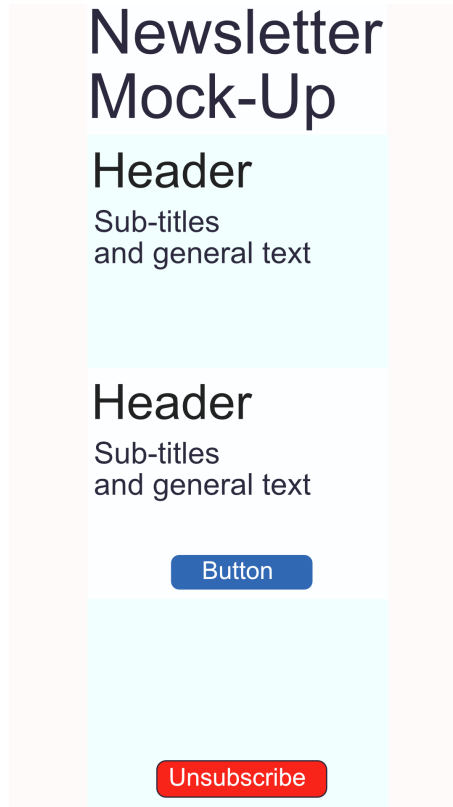 Newsletter
Mock-Up
Header
Sub-titles
and general text
Header
Sub-titles
and general text
Button
Unsubscribe